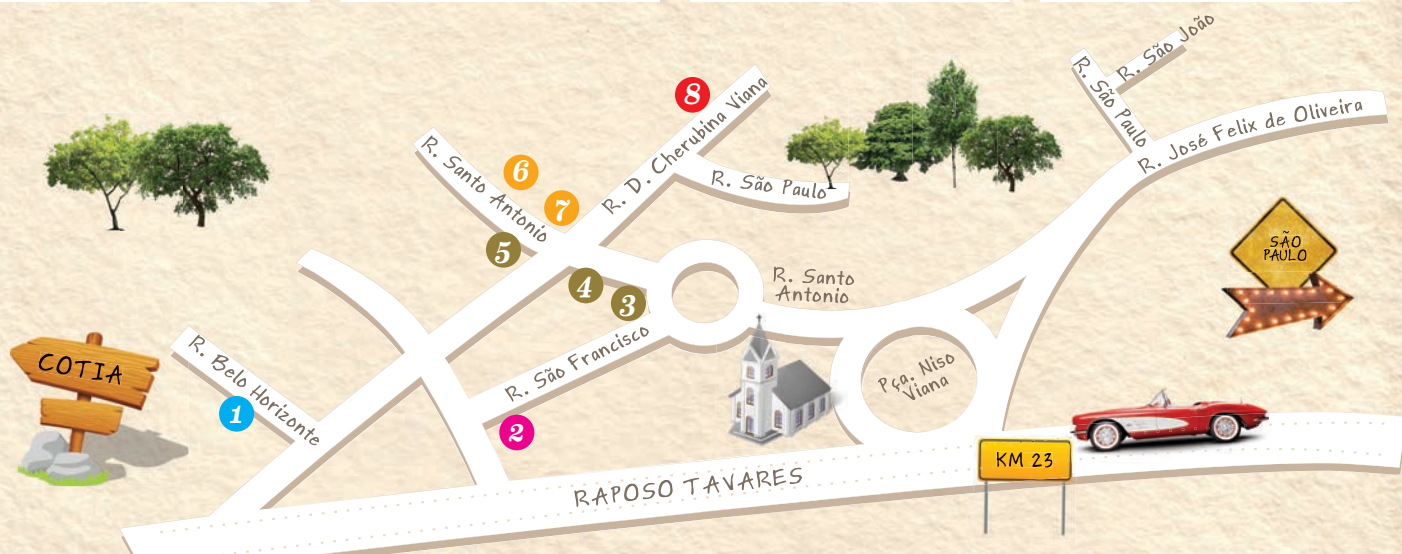 R. São João
R. São Paulo
R. José Felix de Oliveira
8
R. D. Cherubina Viana
R. São Paulo
R. Santo Antonio
6
7
5
4
3
R. Santo
Antonio
SÃO
PAULO
COTIA
R. Belo Horizonte
1
R. São Francisco
2
Pça. Niso
Viana
KM 23
RAPOSO TAVARES